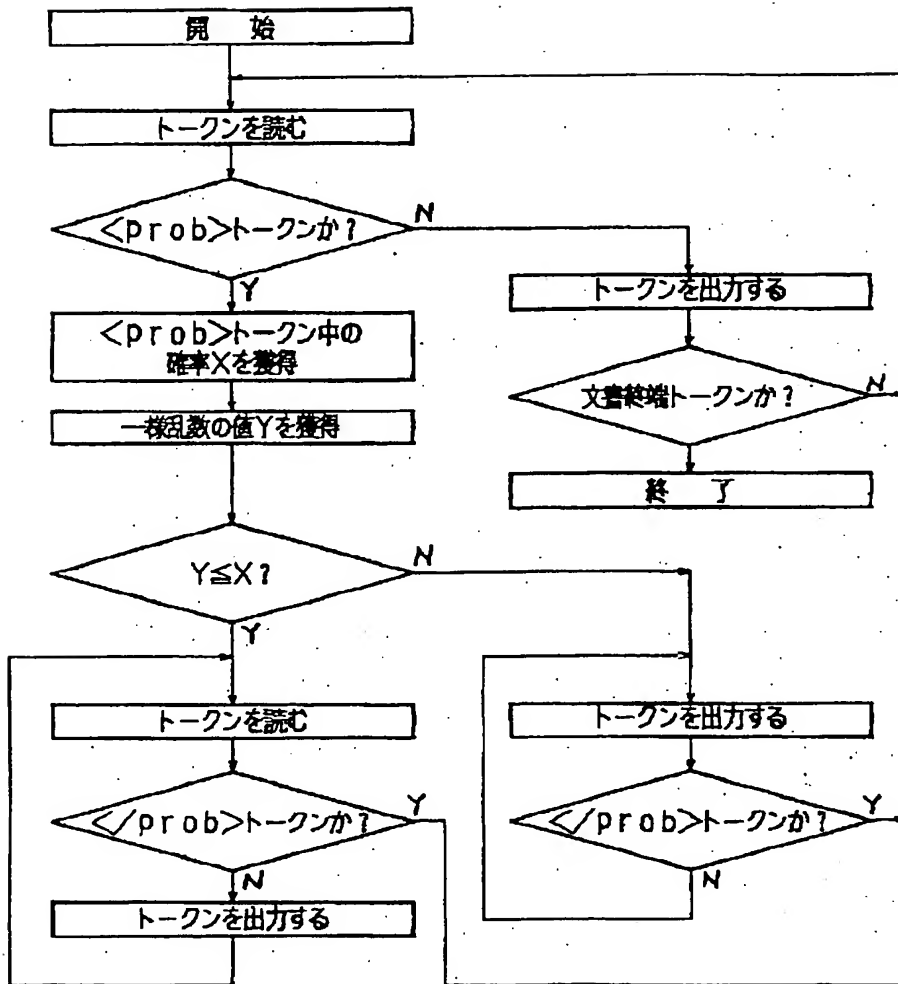 開 始
トークンを読む
<prob>トークンか?
N
Y
トークンを出力する
<prob>トークン中の
確率Xを獲得
文書終端トークンか?
N
一様乱数の値Yを獲得
終 了
Y≦X?
N
Y
トークンを読む
トークンを出力する
</prob>トークンか?
Y
</prob>トークンか?
Y
N
N
トークンを出力する